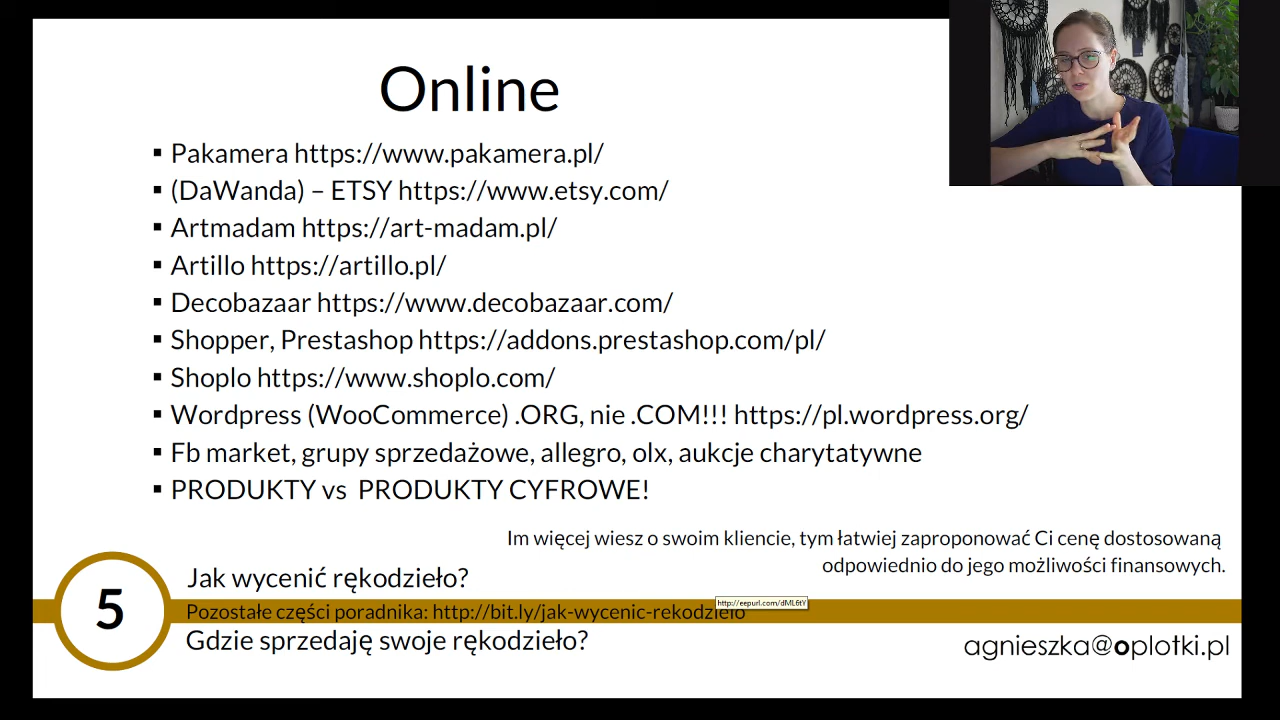 Online
▪ Pakamera https://www.pakamera.pl/
▪ (DaWanda) – ETSY https://www.etsy.com/
▪ Artmadam https://art-madam.pl/
▪ Artillo https://artillo.pl/
▪ Decobazaar https://www.decobazaar.com/
▪ Shopper, Prestashop https://addons.prestashop.com/pl/
▪ Shoplo https://www.shoplo.com/
▪ Wordpress (WooCommerce) .ORG, nie .COM!!! https://pl.wordpress.org/
▪ Fb market, grupy sprzedażowe, allegro, olx, aukcje charytatywne
▪ PRODUKTY vs PRODUKTY CYFROWE!
Im więcej wiesz o swoim kliencie, tym łatwiej zaproponować Ci cenę dostosowaną
odpowiednio do jego możliwości finansowych.
5
Jak wycenić rękodzieło?
http://eepurl.com/dML6tY
Pozostałe części poradnika: http://bit.ly/jak-wycenic-rekodzielo
Gdzie sprzedaję swoje rękodzieło?
agnieszka@oplotki.pl